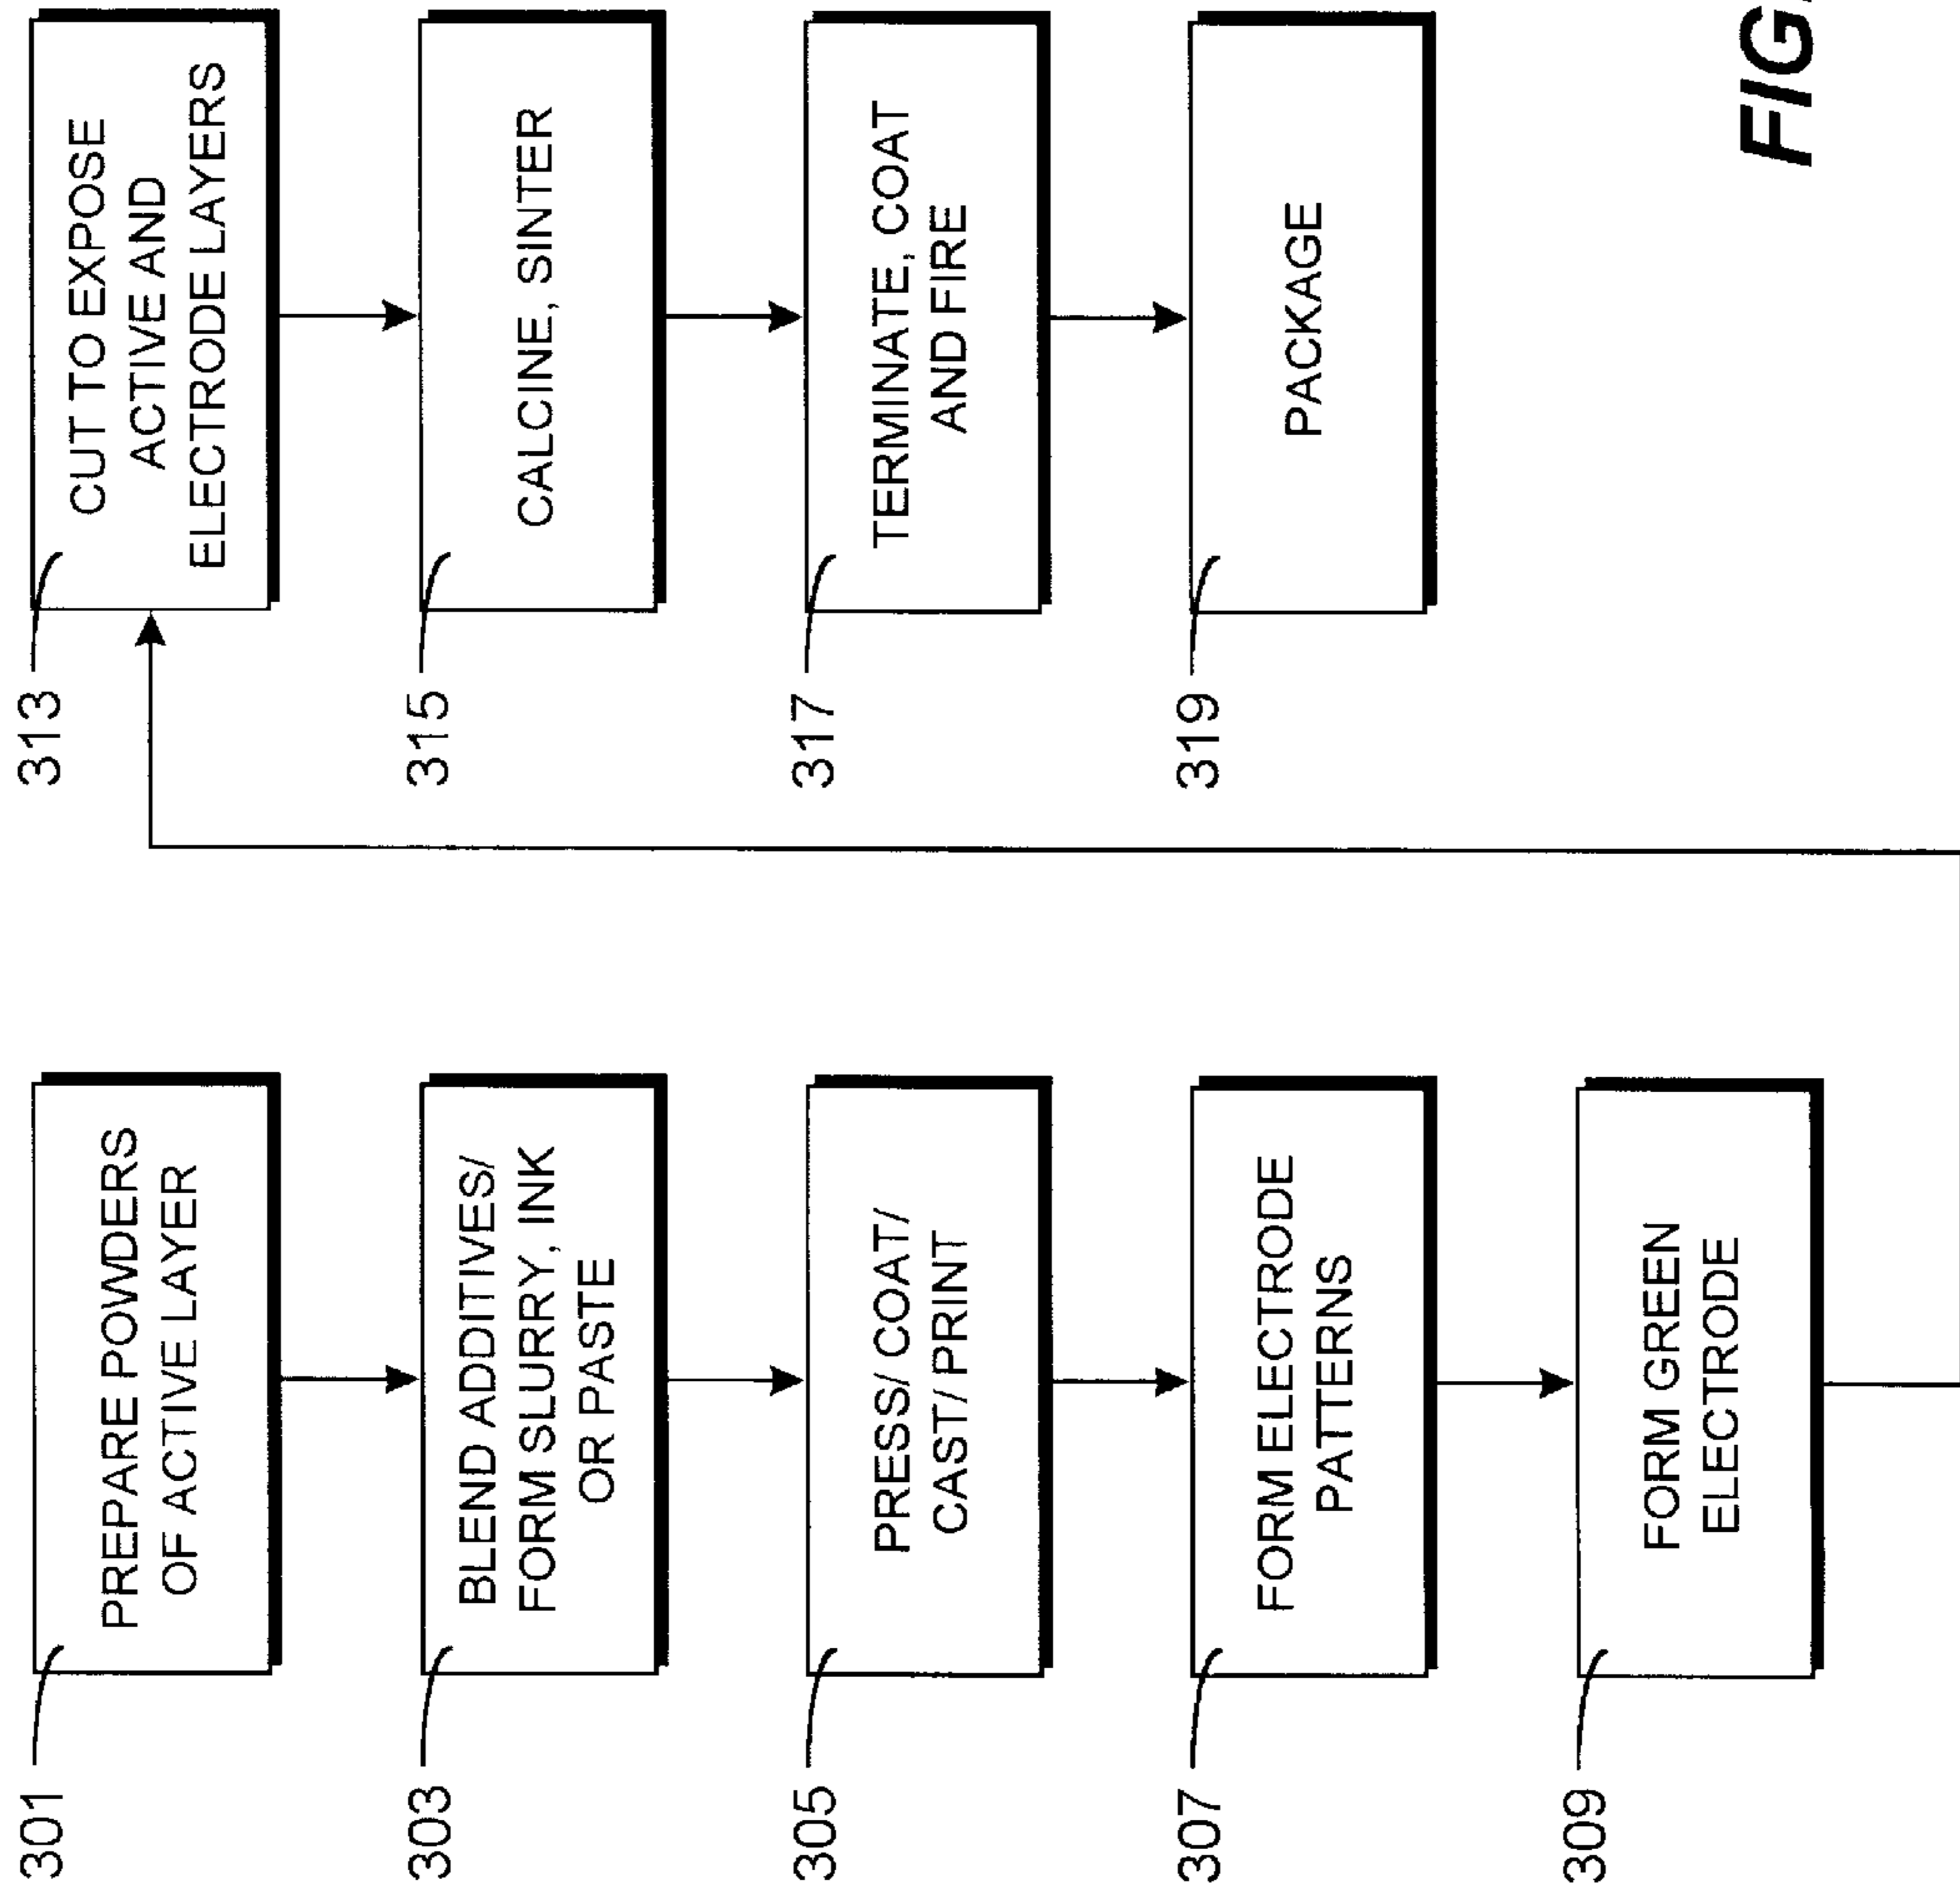 301
PREPARE POWDERS
OF ACTIVE LAYER
303
BLEND ADDITIVES/
FORM SLURRY, INK
OR PASTE
305
PRESS/ COAT/
CAST/ PRINT
307
FORM ELECTRODE
PATTERNS
309
FORM GREEN
ELECTRODE
313
CUT TO EXPOSE
ACTIVE AND
ELECTRODE LAYERS
315
CALCINE, SINTER
317
TERMINATE, COAT
AND FIRE
319
PACKAGE
FIG.